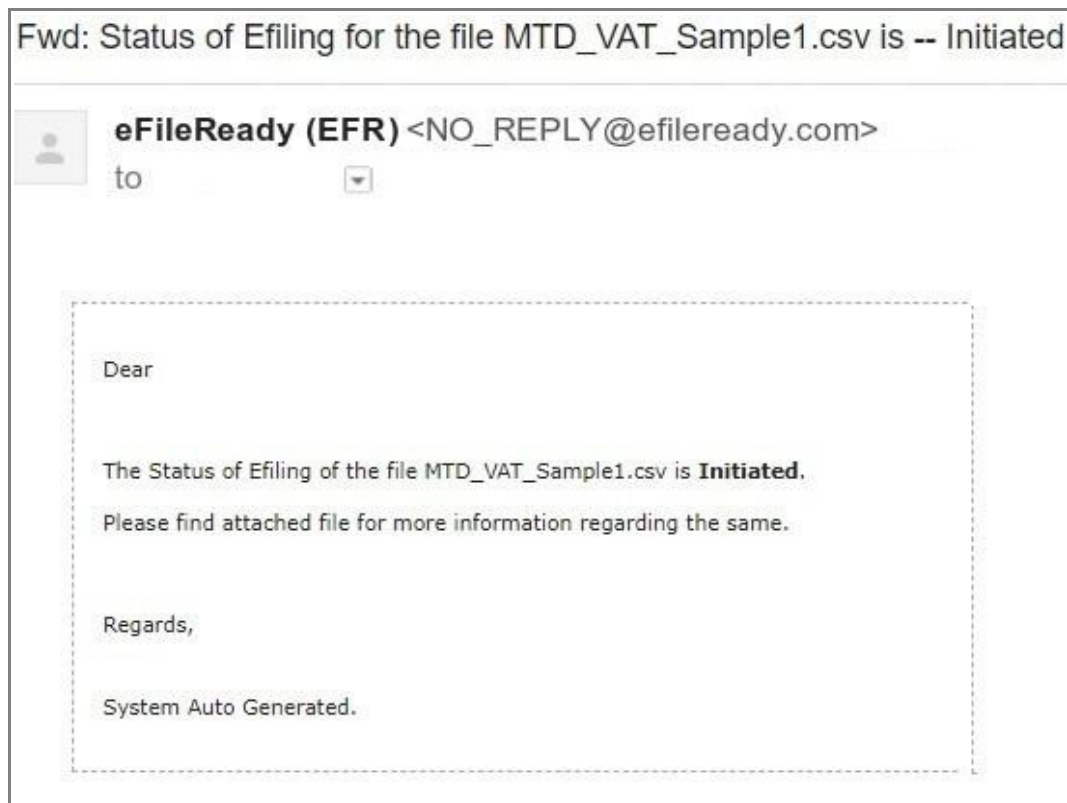 Fwd: Status of Efiling for the file MTD_VAT_Sample1.csv is -- Initiated
eFileReady (EFR) <NO_REPLY@efileready.com>
to
Dear
The Status of Efiling of the file MTD_VAT_Sample1.csv is Initiated.
Please find attached file for more information regarding the same.
Regards,
System Auto Generated.